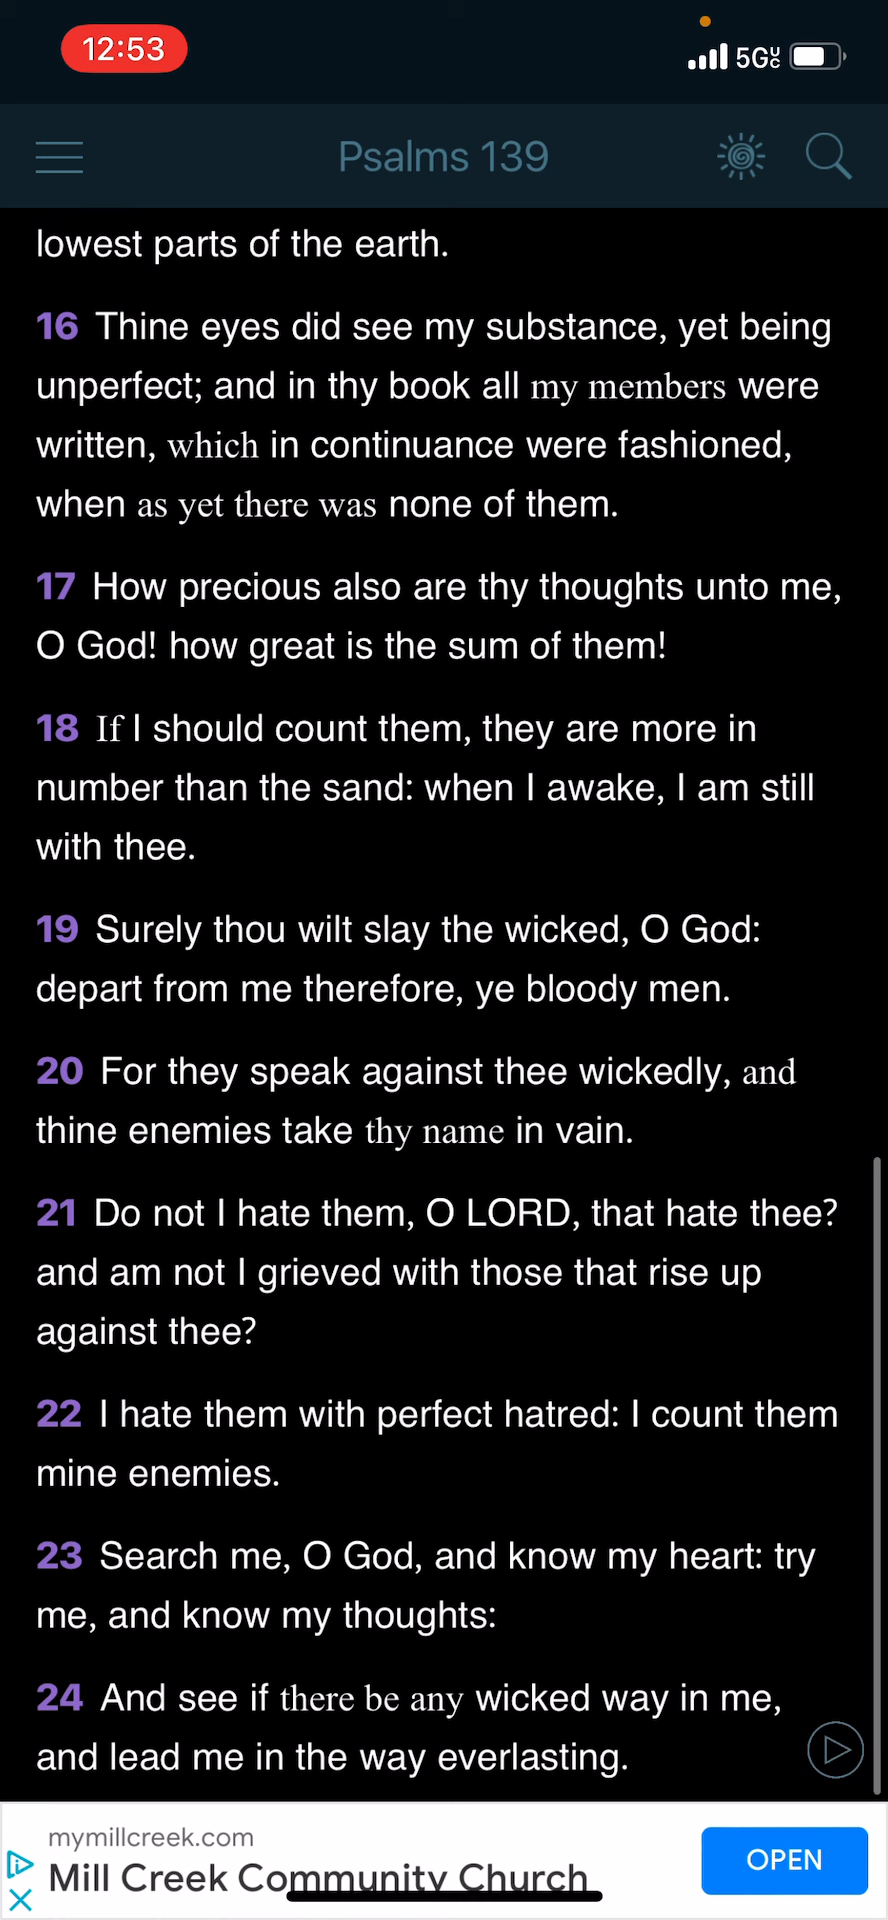 12:53
5G UC
Psalms 139
lowest parts of the earth.
16 Thine eyes did see my substance, yet being
unperfect; and in thy book all my members were
written, which in continuance were fashioned,
when as yet there was none of them.
17 How precious also are thy thoughts unto me,
O God! how great is the sum of them!
18 If I should count them, they are more in
number than the sand: when I awake, I am still
with thee.
19 Surely thou wilt slay the wicked, O God:
depart from me therefore, ye bloody men.
20 For they speak against thee wickedly, and
thine enemies take thy name in vain.
21 Do not I hate them, O LORD, that hate thee?
and am not I grieved with those that rise up
against thee?
22 I hate them with perfect hatred: I count them
mine enemies.
23 Search me, O God, and know my heart: try
me, and know my thoughts:
24 And see if there be any wicked way in me,
and lead me in the way everlasting.
mymillcreek.com
Mill Creek Community Church
OPEN